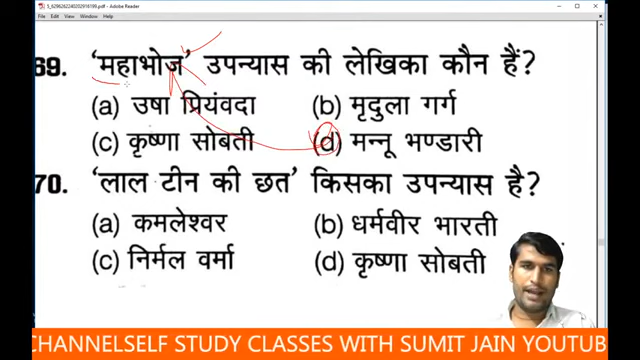 5_6296262402029216199.pdf - Adobe Reader
File Edit View Window Help
69. 'महाभोज' उपन्यास की लेखिका कौन हैं?
(a) उषा प्रियंवदा (b) मृदुला गर्ग
(c) कृष्णा सोबती (d) मन्नू भण्डारी
70. 'लाल टीन की छत' किसका उपन्यास है?
(a) कमलेश्वर (b) धर्मवीर भारती
(c) निर्मल वर्मा (d) कृष्णा सोबती
CHANNELSELF STUDY CLASSES WITH SUMIT JAIN YOUTUB